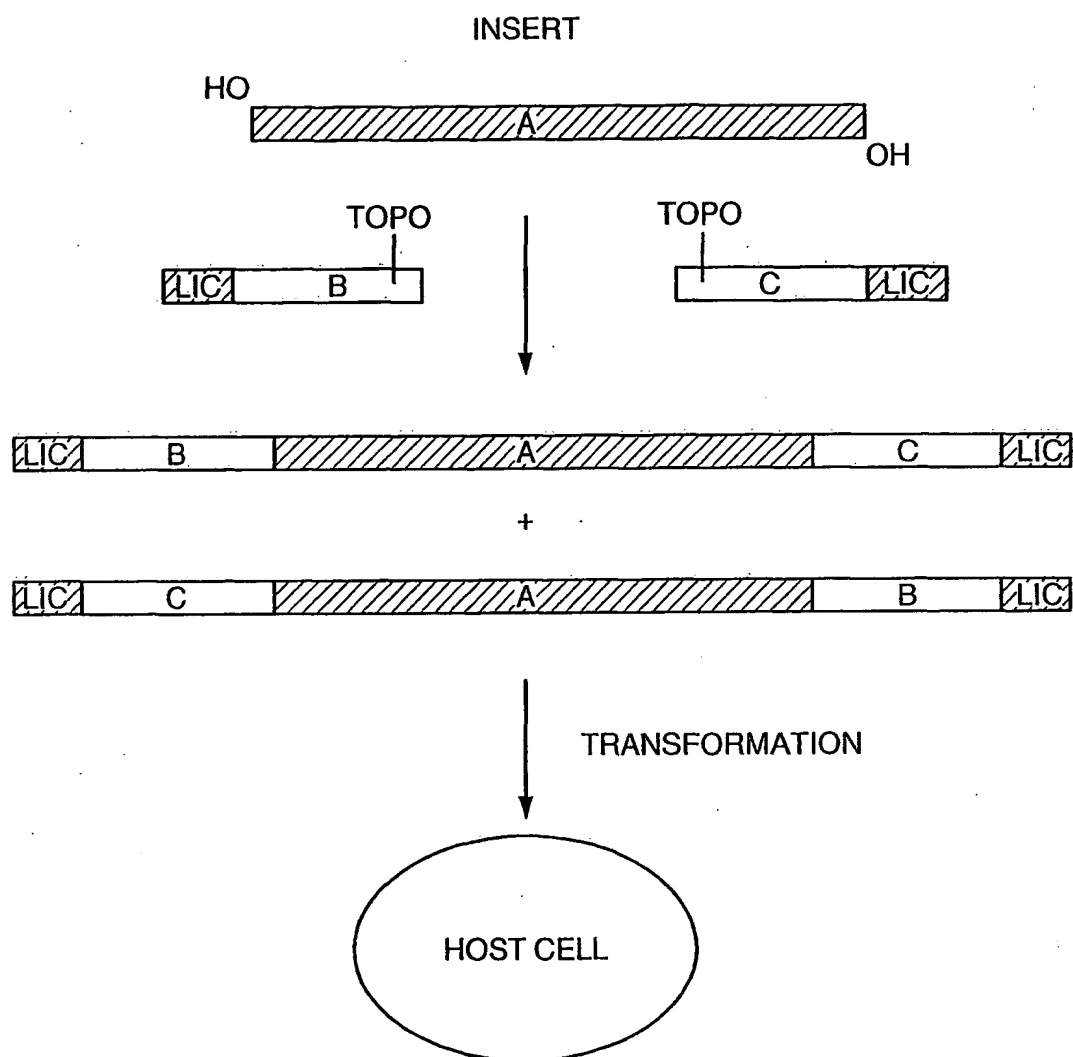 INSERT
HO
A
OH
TOPO TOPO
LIC B C LIC
LIC B A C LIC
+
LIC C A B LIC
TRANSFORMATION
HOST CELL